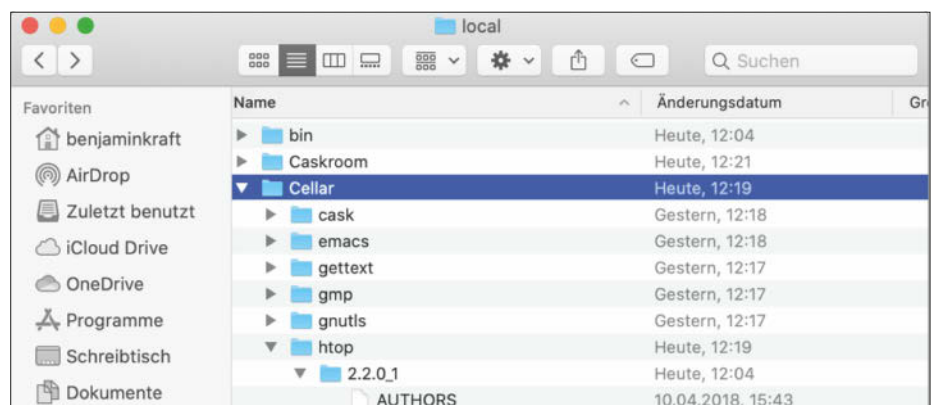 local
Suchen
Favoriten
benjaminkraft
AirDrop
Zuletzt benutzt
iCloud Drive
OneDrive
Programme
Schreibtisch
Dokumente
Name Änderungsdatum
bin Heute, 12:04
Caskroom Heute, 12:21
Cellar Heute, 12:19
cask Gestern, 12:18
emacs Gestern, 12:18
gettext Gestern, 12:17
gmp Gestern, 12:17
gnutls Gestern, 12:17
htop Heute, 12:19
2.2.0_1 Heute, 12:04
AUTHORS 10.04.2018, 15:43